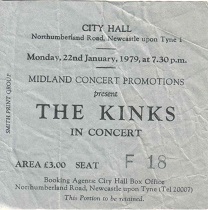 CITY HALL
Northumberland Road, Newcastle upon Tyne 1
Monday, 22nd January, 1979, at 7.30 p.m.
MIDLAND CONCERT PROMOTIONS
present
THE KINKS
IN CONCERT
AREA £3.00 SEAT F 18
Booking Agents: City Hall Box Office
Northumberland Road, Newcastle upon Tyne (Tel 20007)
This Portion to be retained.
SMITH PRINT GROUP